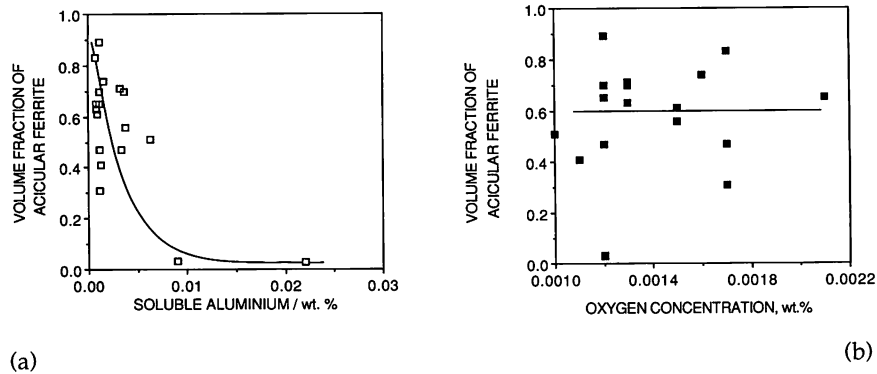 VOLUME FRACTION OF
ACICULAR FERRITE
1.0
0.8
0.6
0.4
0.2
0.0
0.00
0.01
0.02
0.03
SOLUBLE ALUMINIUM / wt. %
(a)
VOLUME FRACTION OF
ACICULAR FERRITE
1.0
0.8
0.6
0.4
0.2
0.0
0.0010
0.0014
0.0018
0.0022
OXYGEN CONCENTRATION, wt.%
(b)